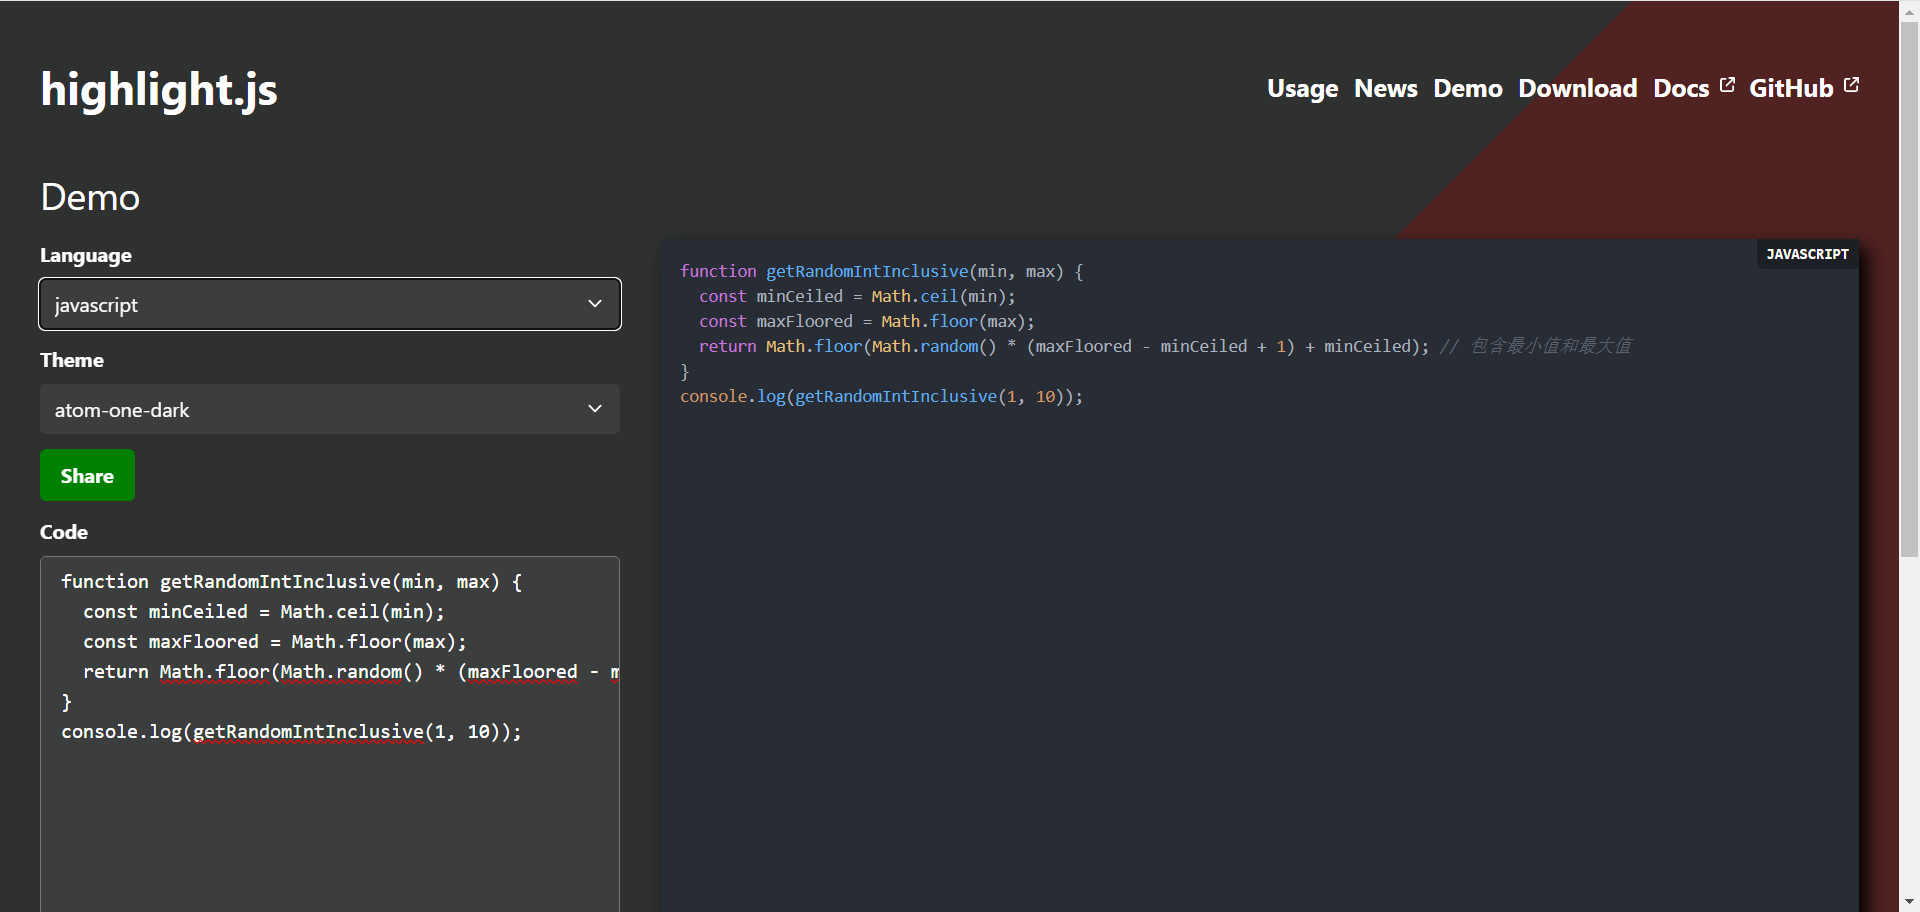 highlight.js
Usage News Demo Download Docs GitHub
Demo
Language
javascript
Theme
atom-one-dark
Share
Code
function getRandomIntInclusive(min, max) {
  const minCeiled = Math.ceil(min);
  const maxFloored = Math.floor(max);
  return Math.floor(Math.random() * (maxFloored - m
}
console.log(getRandomIntInclusive(1, 10));
JAVASCRIPT
function getRandomIntInclusive(min, max) {
  const minCeiled = Math.ceil(min);
  const maxFloored = Math.floor(max);
  return Math.floor(Math.random() * (maxFloored - minCeiled + 1) + minCeiled); // 包含最小值和最大值
}
console.log(getRandomIntInclusive(1, 10));